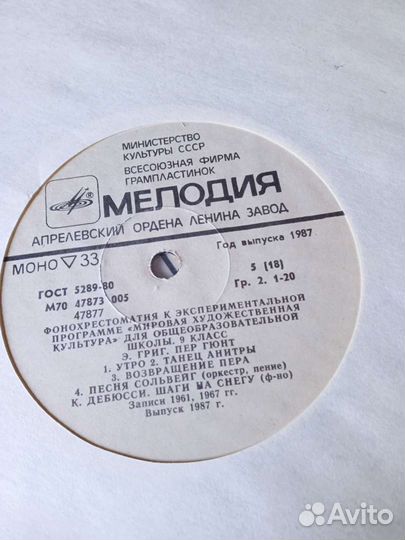 МИНИСТЕРСТВО
КУЛЬТУРЫ СССР
ВСЕСОЮЗНАЯ ФИРМА
ГРАМПЛАСТИНОК
МЕЛОДИЯ
АПРЕЛЕВСКИЙ ОРДЕНА ЛЕНИНА ЗАВОД
МОНО ▽ 33
Год выпуска 1987
ГОСТ 5289-80
5 [18]
М70 47873 005
Гр. 2. 1-20
47877
ФОНОХРЕСТОМАТИЯ К ЭКСПЕРИМЕНТАЛЬНОЙ
ПРОГРАММЕ «МИРОВАЯ ХУДОЖЕСТВЕННАЯ
КУЛЬТУРА» ДЛЯ ОБЩЕОБРАЗОВАТЕЛЬНОЙ
ШКОЛЫ. 9 КЛАСС
Э. ГРИГ. ПЕР ГЮНТ
1. УТРО 2. ТАНЕЦ АНИТРЫ
3. ВОЗВРАЩЕНИЕ ПЕРА
4. ПЕСНЯ СОЛЬВЕЙГ (оркестр, пение)
К. ДЕБЮССИ. ШАГИ НА СНЕГУ (ф-но)
Записи 1961, 1967 гг.
Выпуск 1987 г.
Avito